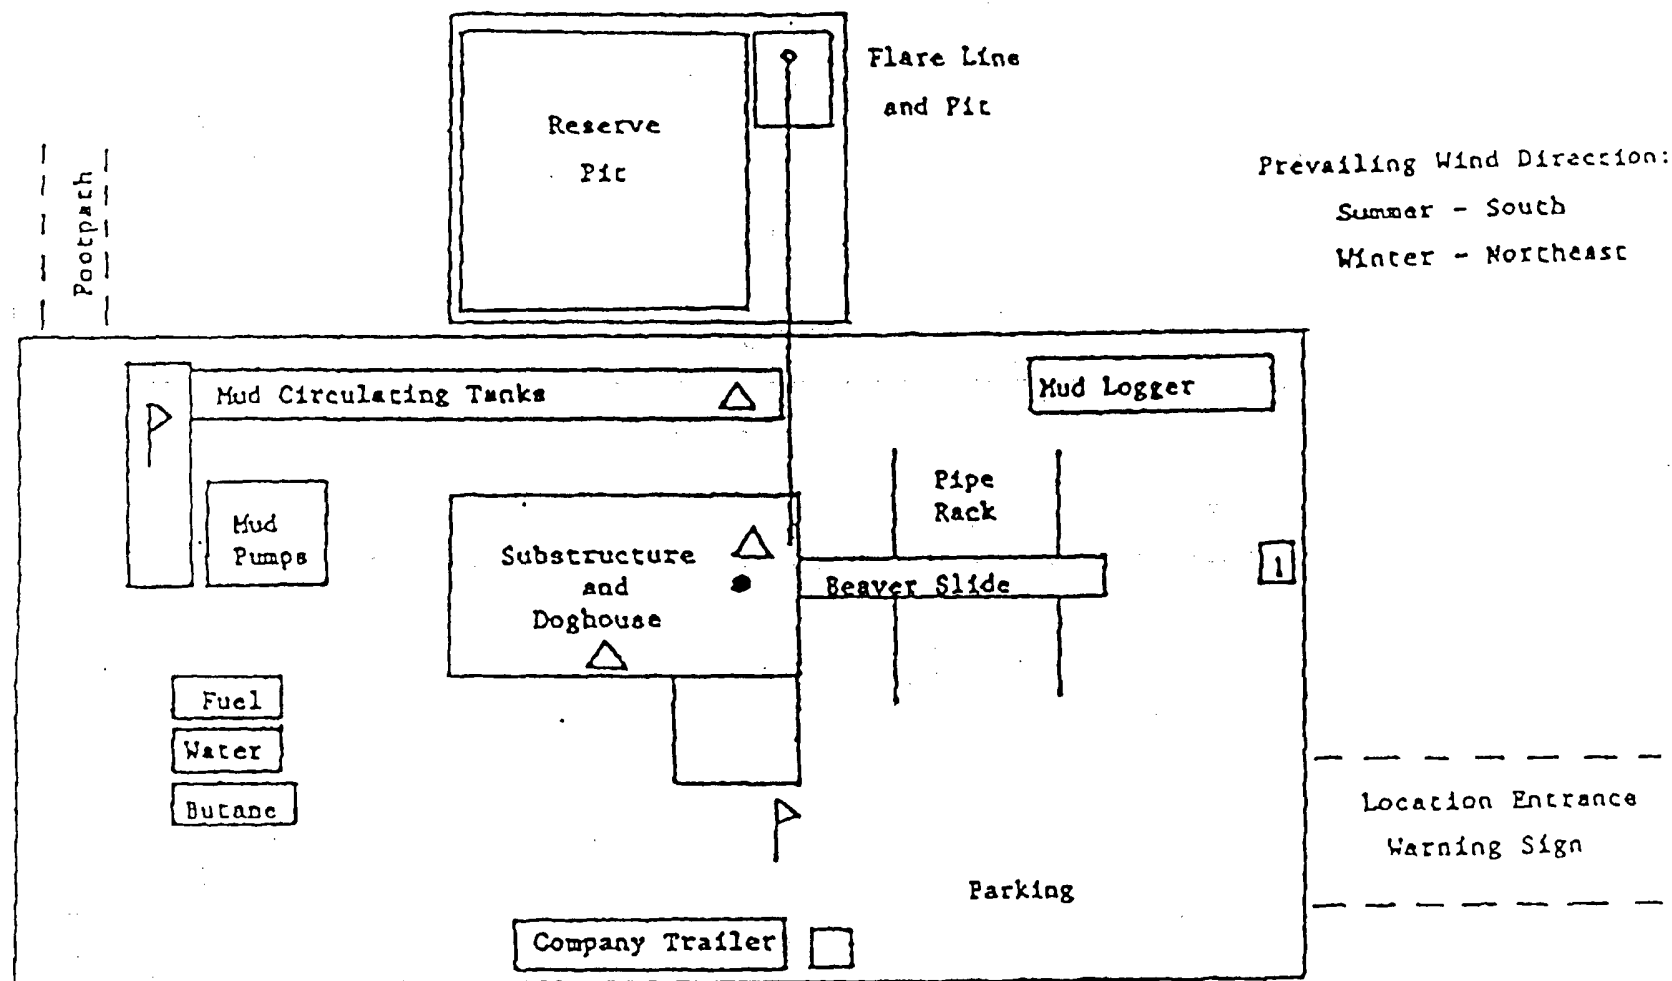 Flare Line
and Pit
Reserve
Pit
Prevailing Wind Direction:
Summer - South
Winter - Northeast
Footpath
Mud Circulating Tanks
Mud Logger
Pipe
Rack
Mud
Pumps
Substructure
and
Doghouse
Beaver Slide
1
Fuel
Water
Butane
Location Entrance
Warning Sign
Parking
Company Trailer